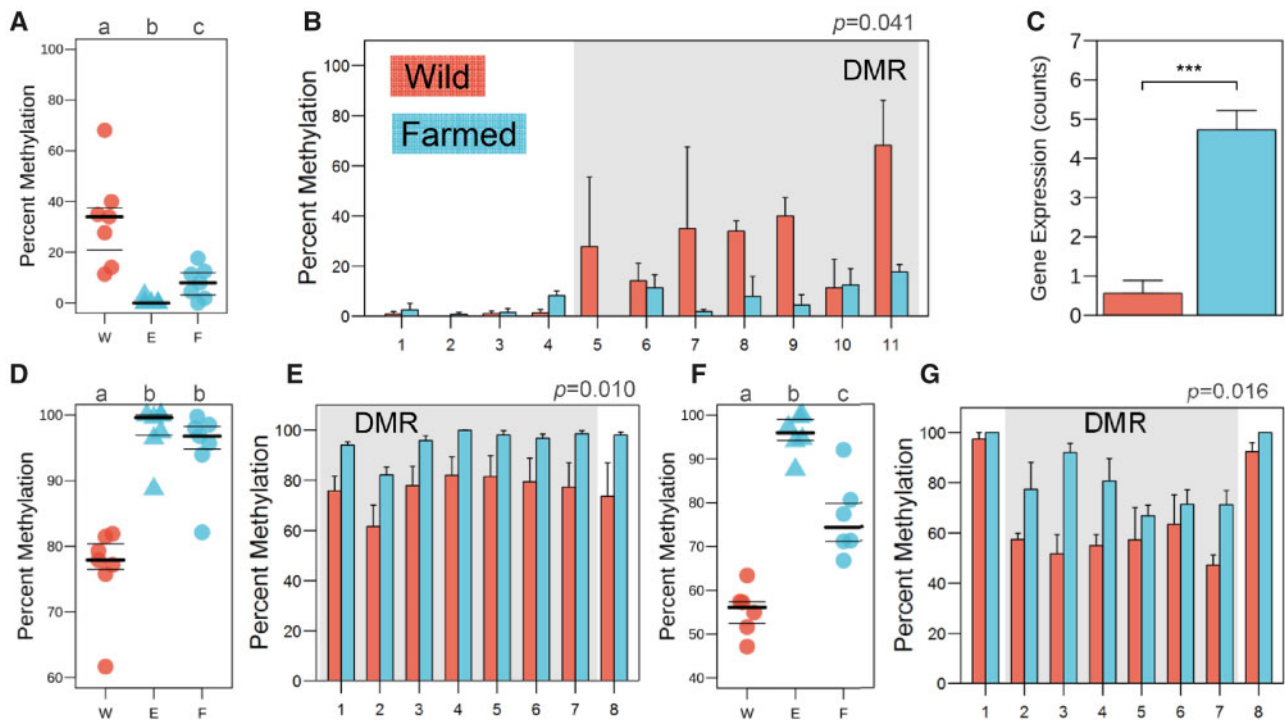 A
a b c
Percent Methylation
100
80
60
40
20
0
W E F
B
p=0.041
Percent Methylation
100
80
60
40
20
0
Wild
Farmed
DMR
1 2 3 4 5 6 7 8 9 10 11
C
Gene Expression (counts)
7
6
5
4
3
2
1
0
***
D
a b b
Percent Methylation
100
90
80
70
60
W E F
E
p=0.010
Percent Methylation
100
80
60
40
20
0
DMR
1 2 3 4 5 6 7 8
F
a b c
Percent Methylation
100
90
80
70
60
50
40
W E F
G
p=0.016
Percent Methylation
100
80
60
40
20
0
DMR
1 2 3 4 5 6 7 8